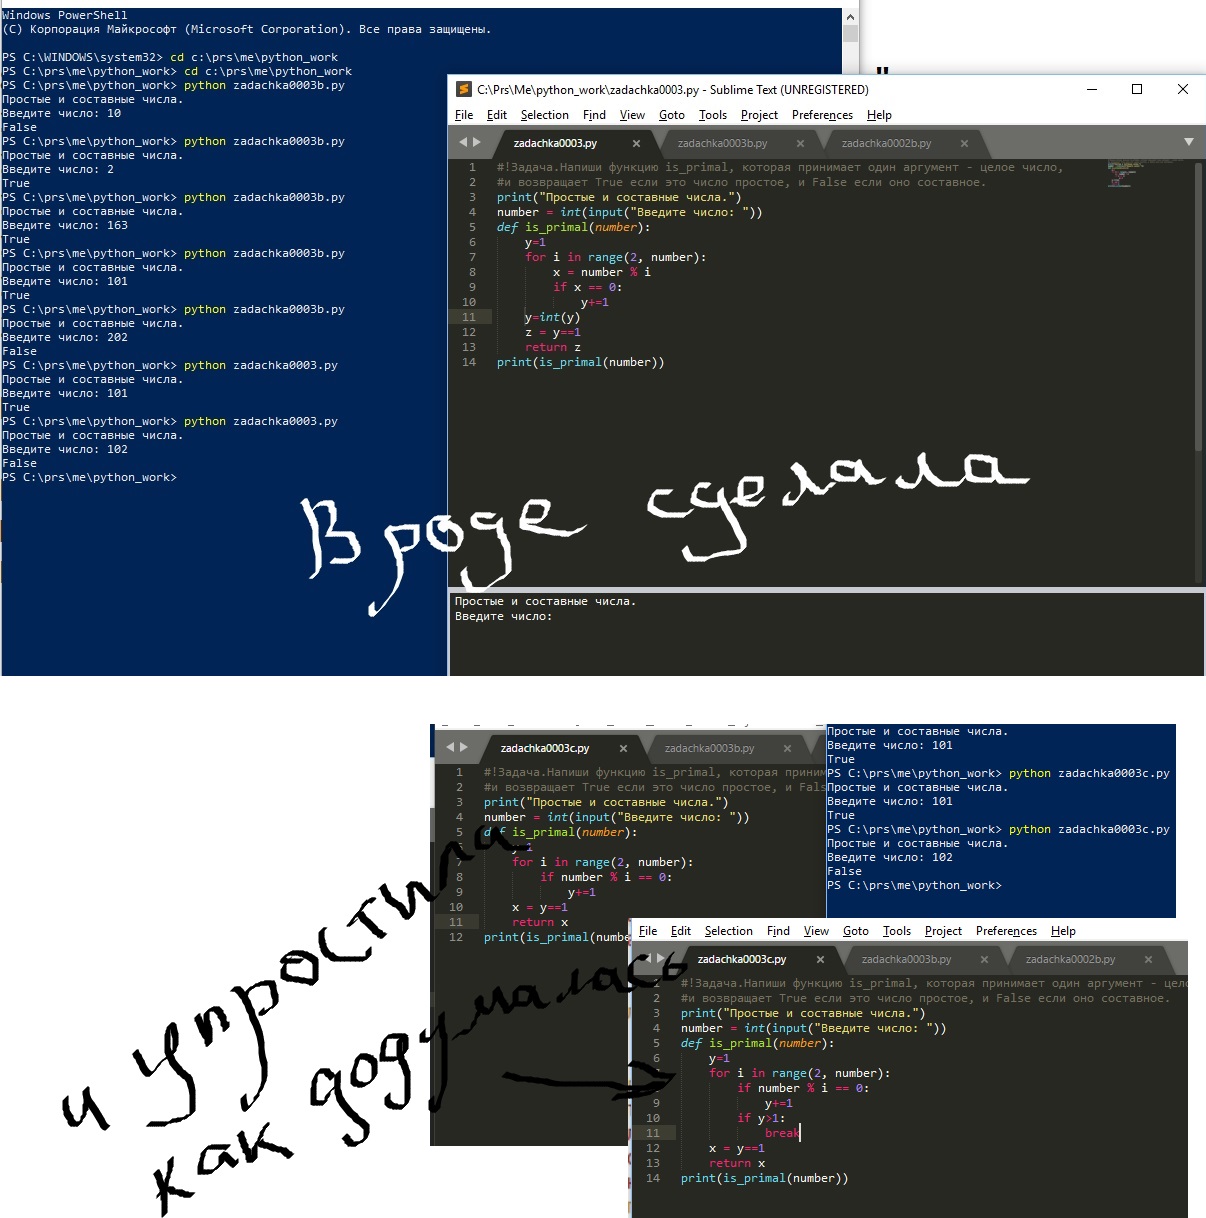 Windows PowerShell
(C) Корпорация Майкрософт (Microsoft Corporation). Все права защищены.
PS C:\WINDOWS\system32> cd c:\prs\me\python_work
PS C:\prs\me\python_work> cd c:\prs\me\python_work
PS C:\prs\me\python_work> python zadachka0003b.py
Простые и составные числа.
Введите число: 10
False
PS C:\prs\me\python_work> python zadachka0003b.py
Простые и составные числа.
Введите число: 2
True
PS C:\prs\me\python_work> python zadachka0003b.py
Простые и составные числа.
Введите число: 163
True
PS C:\prs\me\python_work> python zadachka0003b.py
Простые и составные числа.
Введите число: 101
True
PS C:\prs\me\python_work> python zadachka0003b.py
Простые и составные числа.
Введите число: 202
False
PS C:\prs\me\python_work> python zadachka0003.py
Простые и составные числа.
Введите число: 101
True
PS C:\prs\me\python_work> python zadachka0003.py
Простые и составные числа.
Введите число: 102
False
PS C:\prs\me\python_work>
C:\Prs\Me\python_work\zadachka0003.py - Sublime Text (UNREGISTERED)
File Edit Selection Find View Goto Tools Project Preferences Help
zadachka0003.py zadachka0003b.py zadachka0002b.py
1 #!Задача.Напиши функцию is_primal, которая принимает один аргумент - целое число,
2 #и возвращает True если это число простое, и False если оно составное.
3 print("Простые и составные числа.")
4 number = int(input("Введите число: "))
5 def is_primal(number):
6 y=1
7 for i in range(2, number):
8 x = number % i
9 if x == 0:
10 y+=1
11 y=int(y)
12 z = y==1
13 return z
14 print(is_primal(number))
Вроде сделала
Простые и составные числа.
Введите число:
zadachka0003c.py zadachka0003b.py
1 #!Задача.Напиши функцию is_primal, которая приним
2 #и возвращает True если это число простое, и Fals
3 print("Простые и составные числа.")
4 number = int(input("Введите число: "))
5 def is_primal(number):
6 y=1
7 for i in range(2, number):
8 if number % i == 0:
9 y+=1
10 x = y==1
11 return x
12 print(is_primal(numbe
Простые и составные числа.
Введите число: 101
True
PS C:\prs\me\python_work> python zadachka0003c.py
Простые и составные числа.
Введите число: 101
True
PS C:\prs\me\python_work> python zadachka0003c.py
Простые и составные числа.
Введите число: 102
False
PS C:\prs\me\python_work>
и упростила
как додумалась
File Edit Selection Find View Goto Tools Project Preferences Help
zadachka0003c.py zadachka0003b.py zadachka0002b.py
1 #!Задача.Напиши функцию is_primal, которая принимает один аргумент - цело
2 #и возвращает True если это число простое, и False если оно составное.
3 print("Простые и составные числа.")
4 number = int(input("Введите число: "))
5 def is_primal(number):
6 y=1
7 for i in range(2, number):
8 if number % i == 0:
9 y+=1
10 if y>1:
11 break
12 x = y==1
13 return x
14 print(is_primal(number))